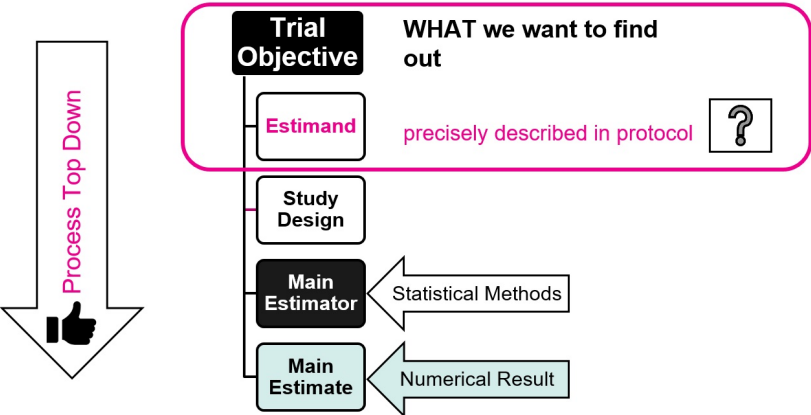 Trial
Objective
WHAT we want to find
out
Estimand
precisely described in protocol
?
Process Top Down
Study
Design
Main
Estimator
Statistical Methods
Main
Estimate
Numerical Result